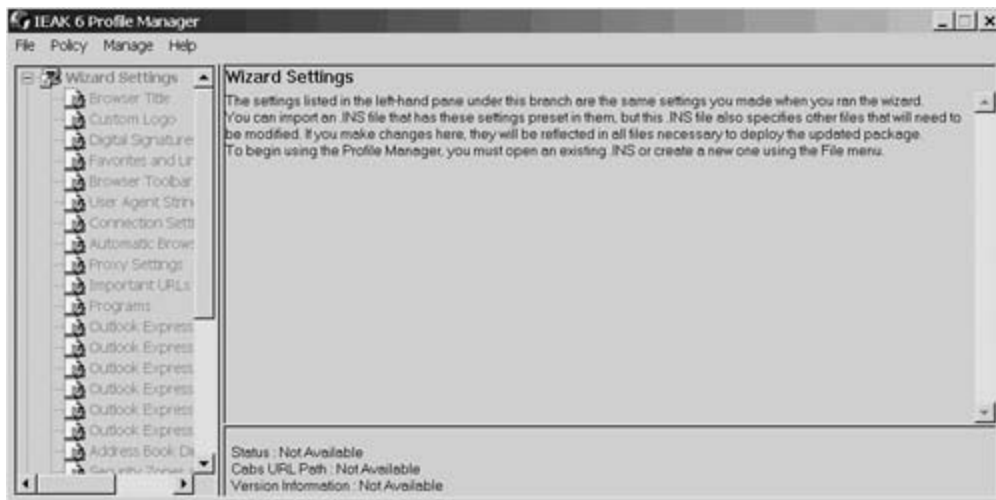 IEAK 6 Profile Manager
File Policy Manage Help
Wizard Settings
Browser Title
Custom Logo
Digital Signature
Favorites and Lin
Browser Toolbar
User Agent Strin
Connection Setti
Automatic Brows
Proxy Settings
Important URLs
Programs
Outlook Express
Outlook Express
Outlook Express
Outlook Express
Outlook Express
Outlook Express
Address Book Di
Security Zones
Wizard Settings
The settings listed in the left-hand pane under this branch are the same settings you made when you ran the wizard.
You can import an .INS file that has these settings preset in them, but this .INS file also specifies other files that will need to
be modified. If you make changes here, they will be reflected in all files necessary to deploy the updated package.
To begin using the Profile Manager, you must open an existing .INS or create a new one using the File menu.
Status : Not Available
Cabs URL Path : Not Available
Version Information : Not Available